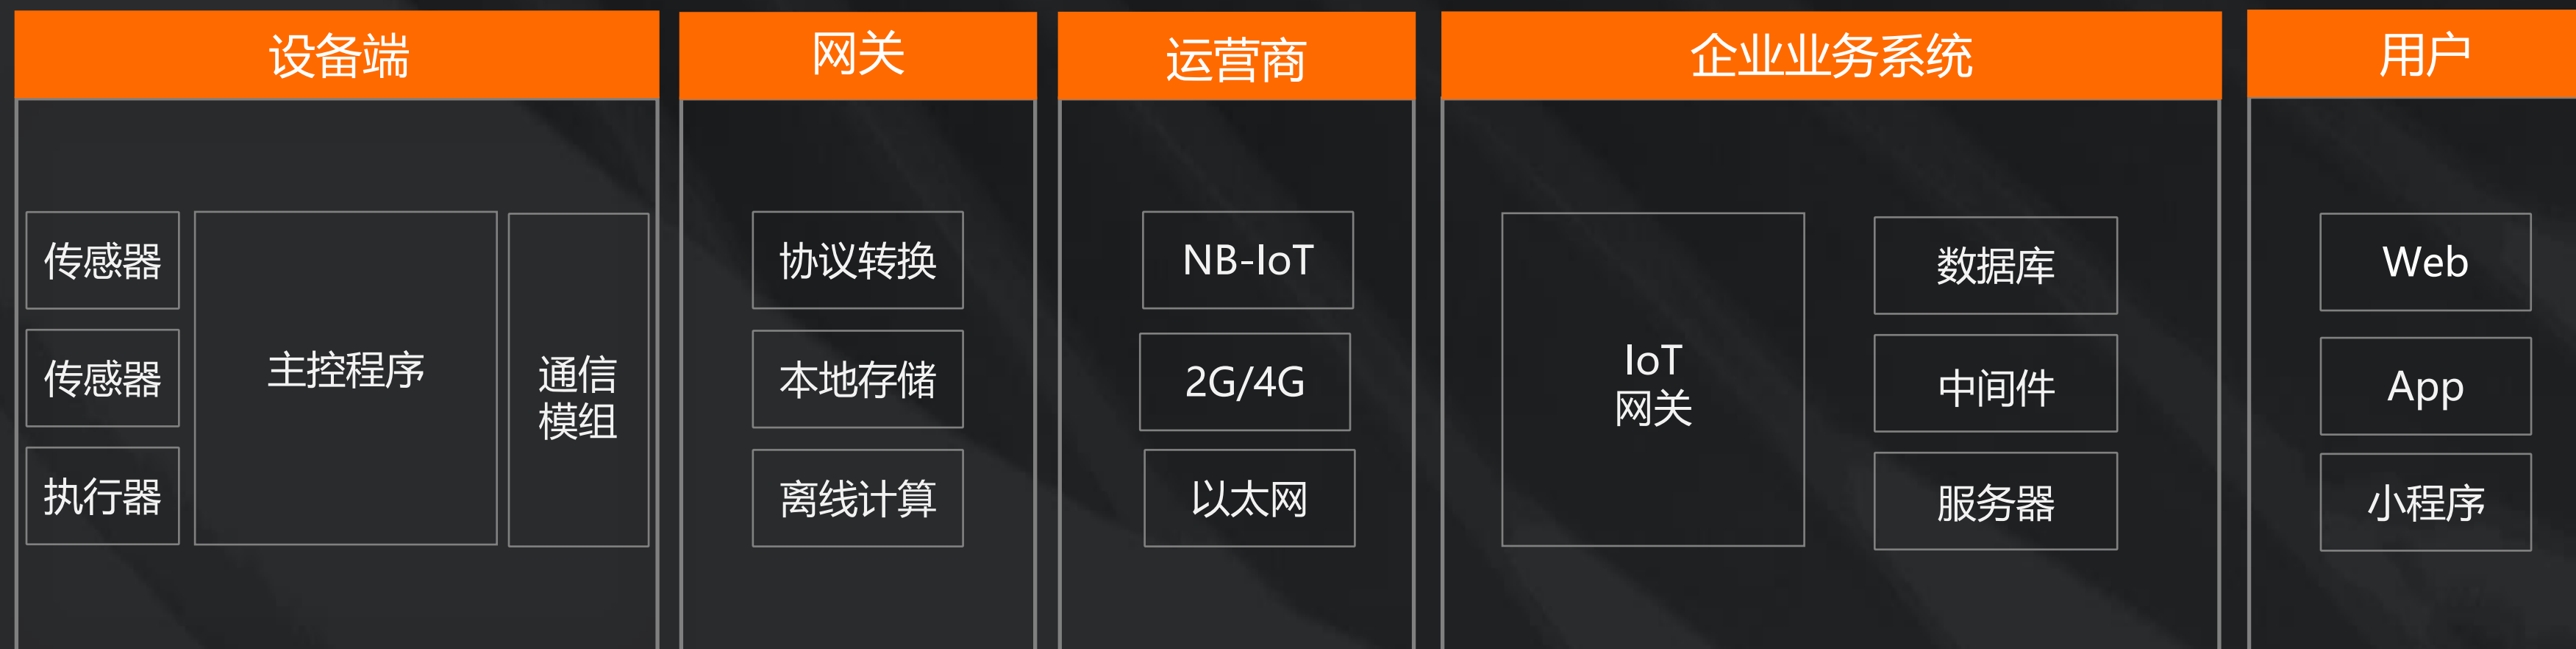 设备端
传感器
传感器
执行器
主控程序
通信
模组
网关
协议转换
本地存储
离线计算
运营商
NB-IoT
2G/4G
以太网
企业业务系统
IoT
网关
数据库
中间件
服务器
用户
Web
App
小程序